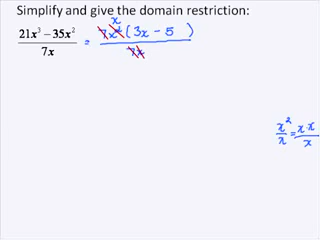 Simplify and give the domain restriction:
(21x³ − 35x²)/(7x) = (7x² x (3x − 5))/(7x)
x²/x = x·x/x